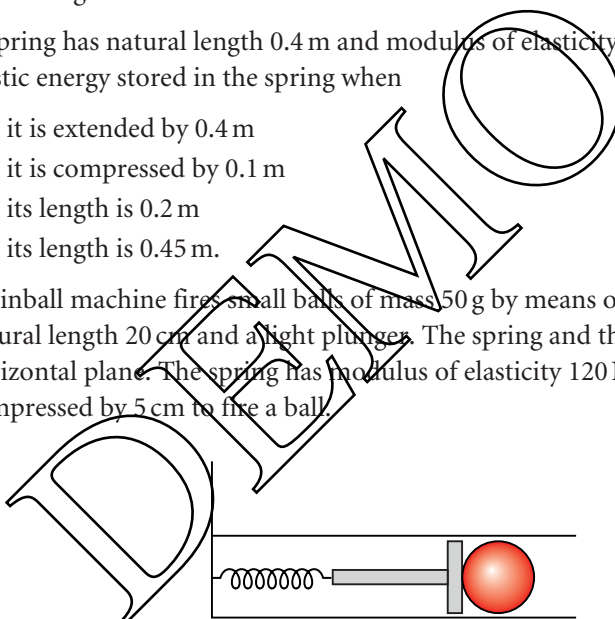 pring has natural length 0.4 m and modulus of elasticity
stic energy stored in the spring when
it is extended by 0.4 m
it is compressed by 0.1 m
its length is 0.2 m
its length is 0.45 m.
inball machine fires small balls of mass 50 g by means o
ural length 20 cm and a light plunger. The spring and th
izontal plane. The spring has modulus of elasticity 120
mpressed by 5 cm to fire a ball.
DEMO